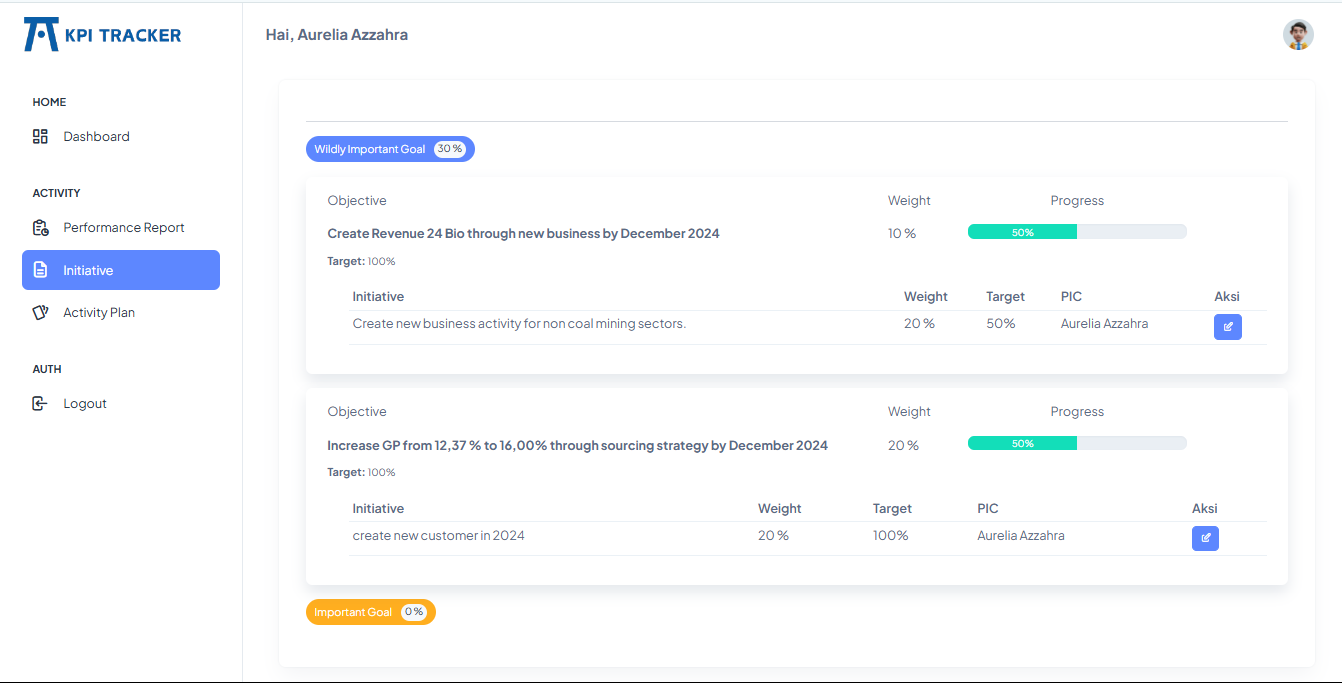 KPI TRACKER
Hai, Aurelia Azzahra
HOME
Dashboard
ACTIVITY
Performance Report
Initiative
Activity Plan
AUTH
Logout
Wildly Important Goal 30 %
Objective Weight Progress
Create Revenue 24 Bio through new business by December 2024 10 % 50%
Target: 100%
Initiative Weight Target PIC Aksi
Create new business activity for non coal mining sectors. 20 % 50% Aurelia Azzahra
Objective Weight Progress
Increase GP from 12,37 % to 16,00% through sourcing strategy by December 2024 20 % 50%
Target: 100%
Initiative Weight Target PIC Aksi
create new customer in 2024 20 % 100% Aurelia Azzahra
Important Goal 0 %